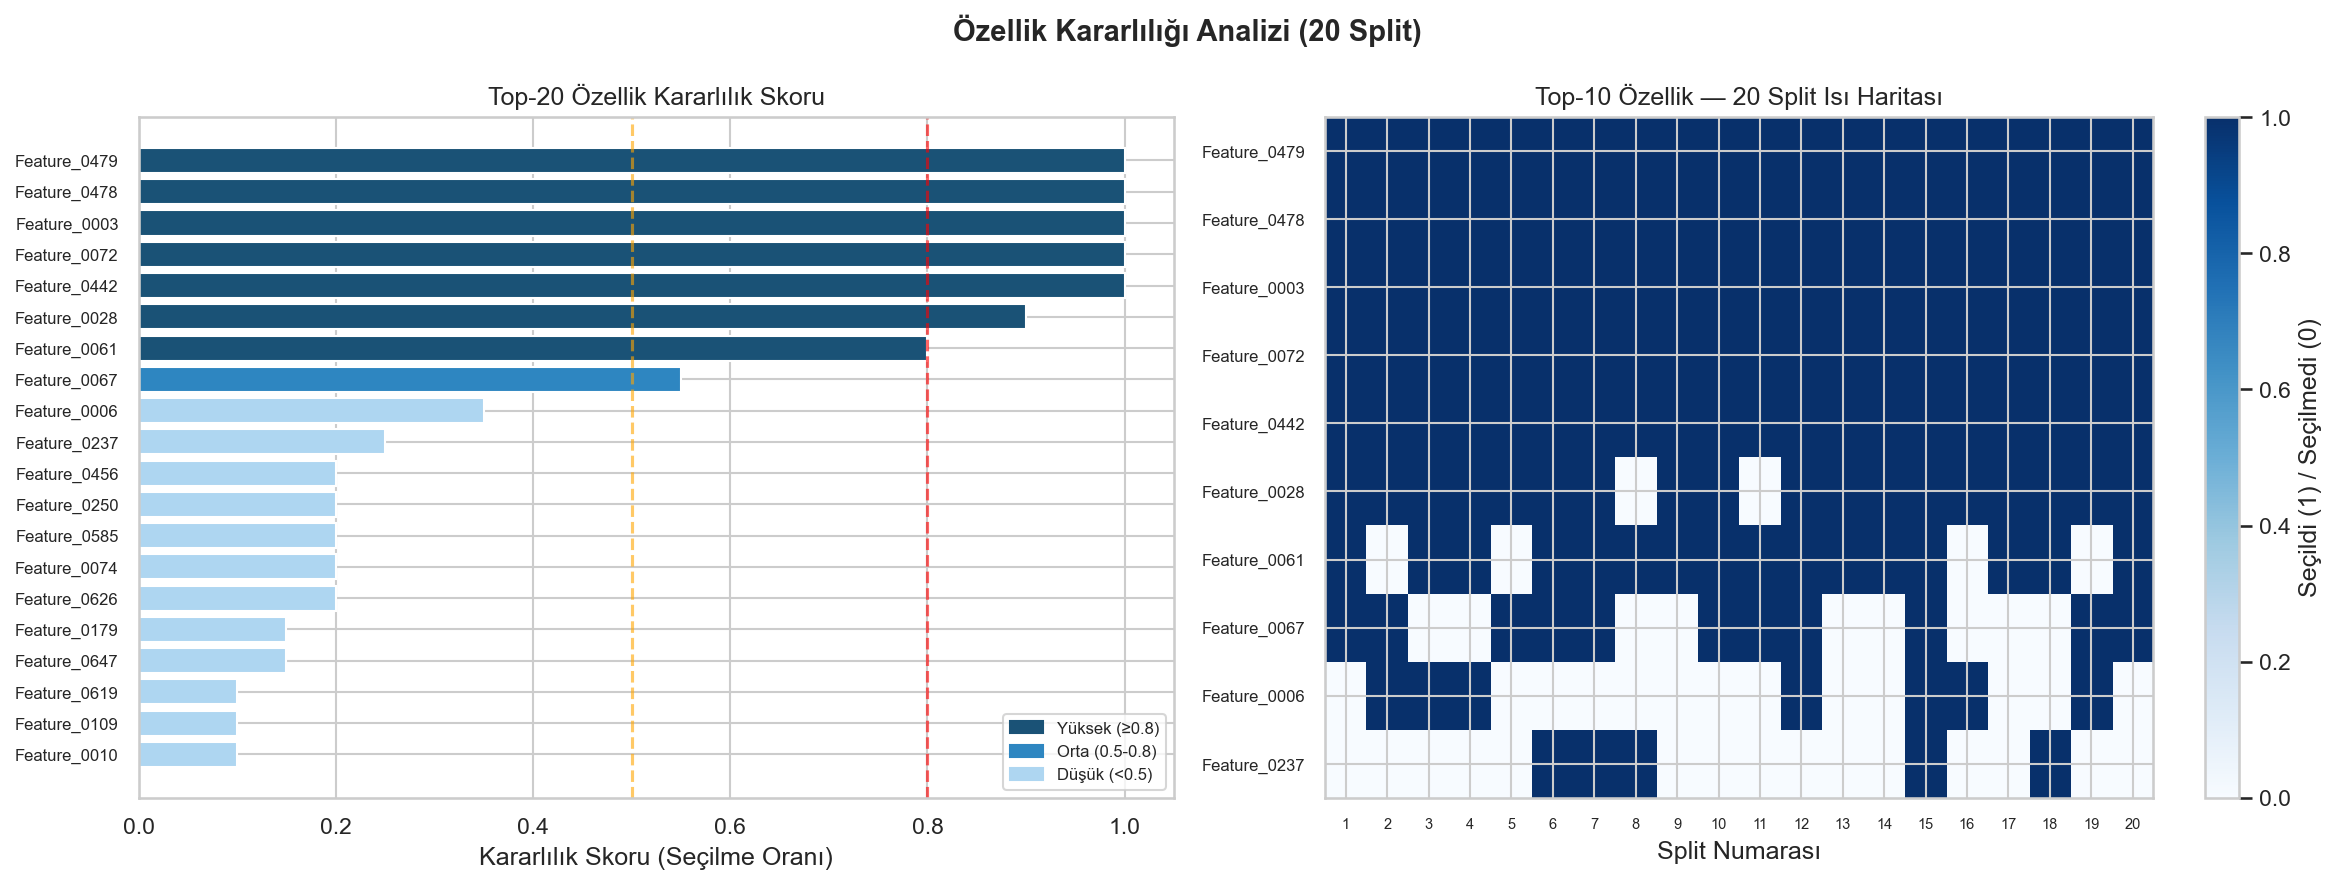 Özellik Kararlılığı Analizi (20 Split)
Top-20 Özellik Kararlılık Skoru
Feature_0479
Feature_0478
Feature_0003
Feature_0072
Feature_0442
Feature_0028
Feature_0061
Feature_0067
Feature_0006
Feature_0237
Feature_0456
Feature_0250
Feature_0585
Feature_0074
Feature_0626
Feature_0179
Feature_0647
Feature_0619
Feature_0109
Feature_0010
Yüksek (≥0.8)
Orta (0.5-0.8)
Düşük (<0.5)
0.0 0.2 0.4 0.6 0.8 1.0
Kararlılık Skoru (Seçilme Oranı)
Top-10 Özellik — 20 Split Isı Haritası
Feature_0479
Feature_0478
Feature_0003
Feature_0072
Feature_0442
Feature_0028
Feature_0061
Feature_0067
Feature_0006
Feature_0237
1 2 3 4 5 6 7 8 9 10 11 12 13 14 15 16 17 18 19 20
Split Numarası
1.0
0.8
0.6
0.4
0.2
0.0
Seçildi (1) / Seçilmedi (0)